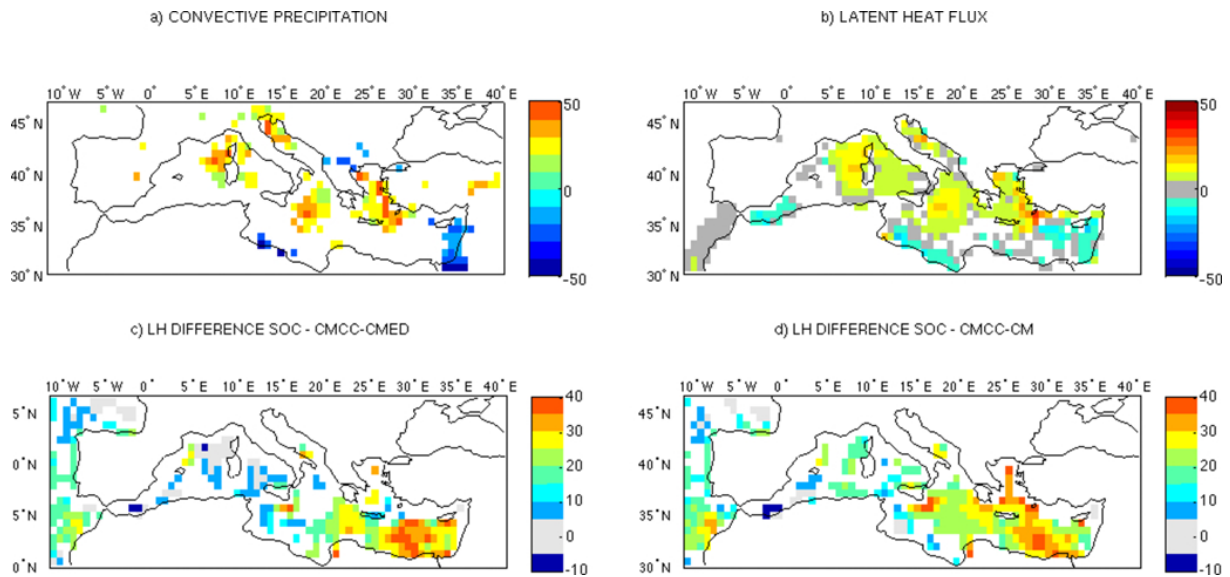 a) CONVECTIVE PRECIPITATION
10° W 5° W 0° 5° E 10° E 15° E 20° E 25° E 30° E 35° E 40° E
45° N
40° N
35° N
30° N
50
0
-50
b) LATENT HEAT FLUX
10° W 5° W 0° 5° E 10° E 15° E 20° E 25° E 30° E 35° E 40° E
45° N
40° N
35° N
30° N
50
0
-50
c) LH DIFFERENCE SOC - CMCC-CMED
10° W 5° W 0° 5° E 10° E 15° E 20° E 25° E 30° E 35° E 40° E
5° N
0° N
5° N
0° N
40
30
20
10
0
-10
d) LH DIFFERENCE SOC - CMCC-CM
10° W 5° W 0° 5° E 10° E 15° E 20° E 25° E 30° E 35° E 40° E
45° N
40° N
35° N
30° N
40
30
20
10
0
-10